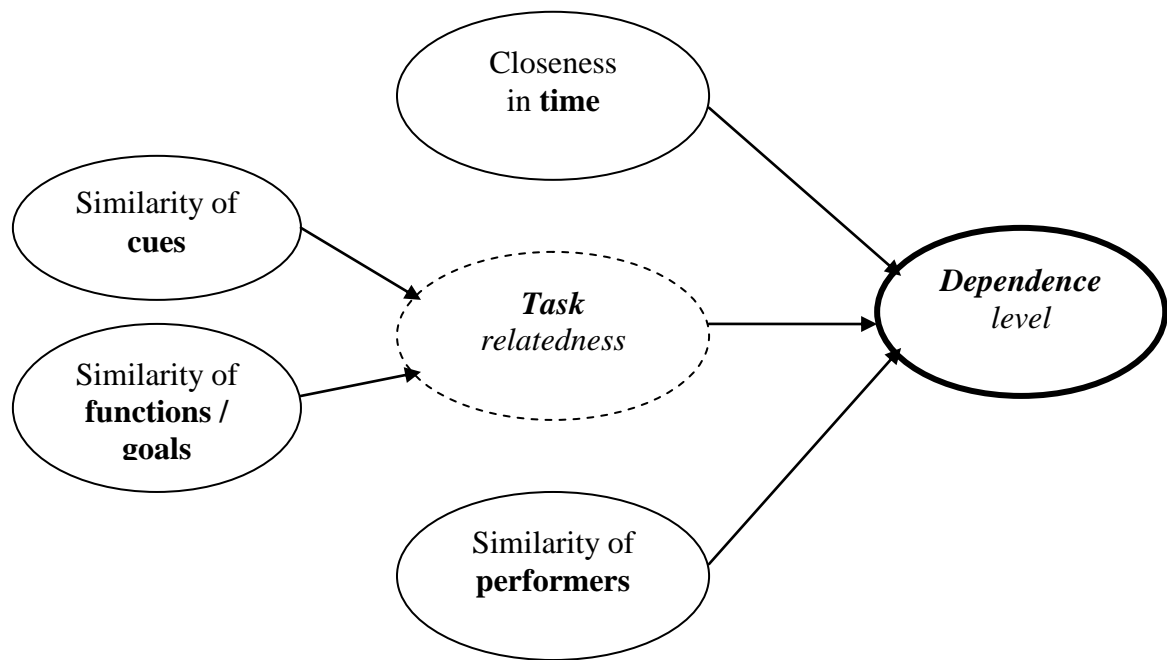 Closeness
in time
Similarity of
cues
Similarity of
functions /
goals
Task
relatedness
Dependence
level
Similarity of
performers